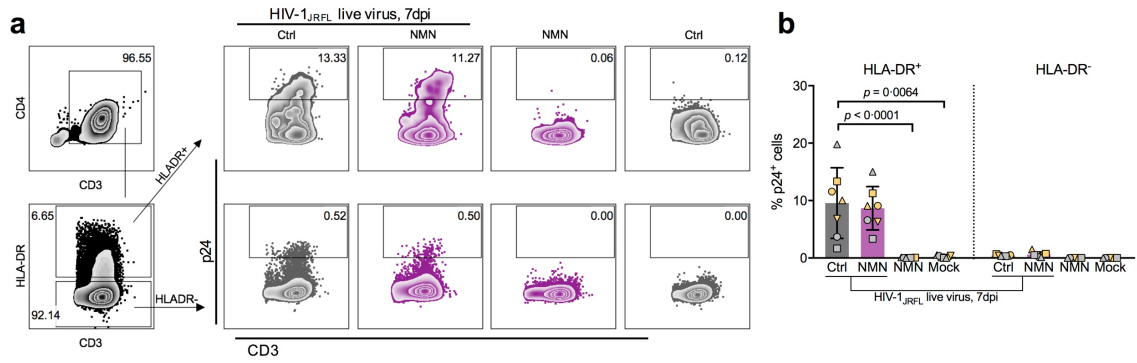 a
HIV-1JRFL live virus, 7dpi
Ctrl
NMN
NMN
Ctrl
96.55
CD4
CD3
HLADR+
13.33
11.27
0.06
0.12
6.65
92.14
HLA-DR
CD3
HLADR-
p24
0.52
0.50
0.00
0.00
CD3
b
HLA-DR+
HLA-DR-
p = 0·0064
p < 0·0001
% p24+ cells
30
20
10
0
Ctrl
NMN
NMN
Mock
Ctrl
NMN
NMN
Mock
HIV-1JRFL live virus, 7dpi